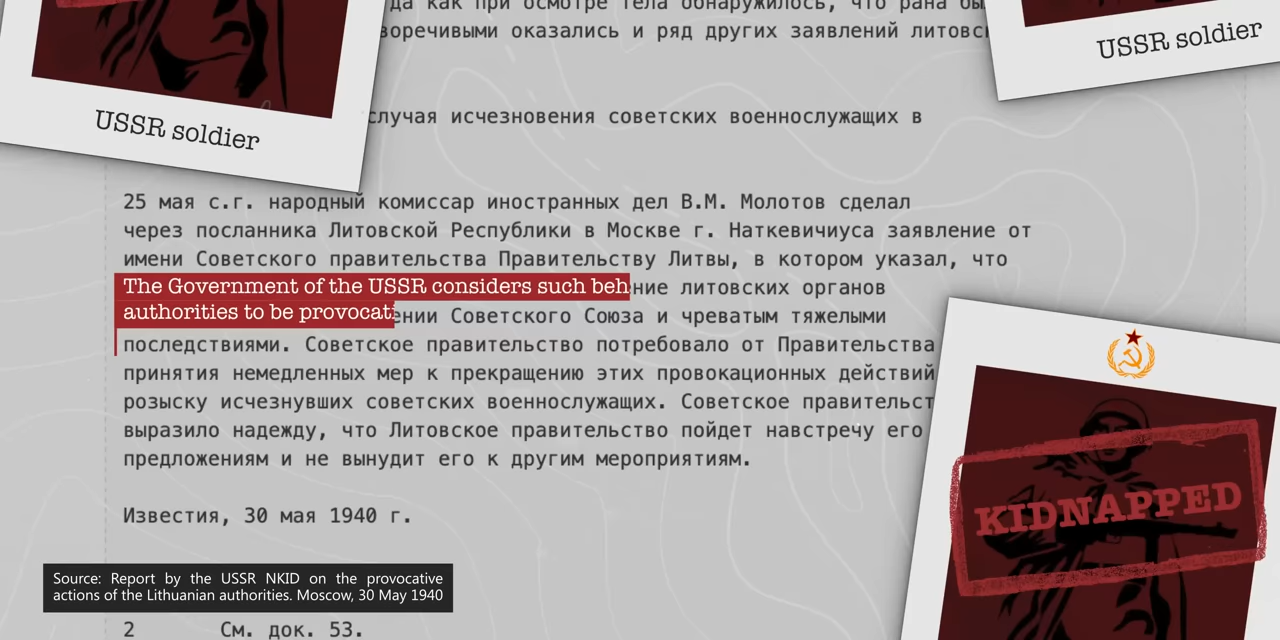 да как при осмотре тела обнаружилось, что рана
воречивыми оказались и ряд других заявлений
USSR soldier
USSR soldier
случая исчезновения советских военнослужащих в
25 мая с.г. народный комиссар иностранных дел В.М. Молотов сделал
через посланника Литовской Республики в Москве г. Наткевичиуса заявление от
имени Советского правительства Правительству Литвы, в котором указал, что
The Government of the USSR considers such beh ние литовских органов
authorities to be provocati ении Советского Союза и чреватым тяжелыми
последствиями. Советское правительство потребовало от Правительства
принятия немедленных мер к прекращению этих провокационных действий
розыску исчезнувших советских военнослужащих. Советское правительст
выразило надежду, что Литовское правительство пойдет навстречу его
предложениям и не вынудит его к другим мероприятиям.
KIDNAPPED
Известия, 30 мая 1940 г.
Source: Report by the USSR NKID on the provocative
actions of the Lithuanian authorities. Moscow, 30 May 1940
2 См. док. 53.